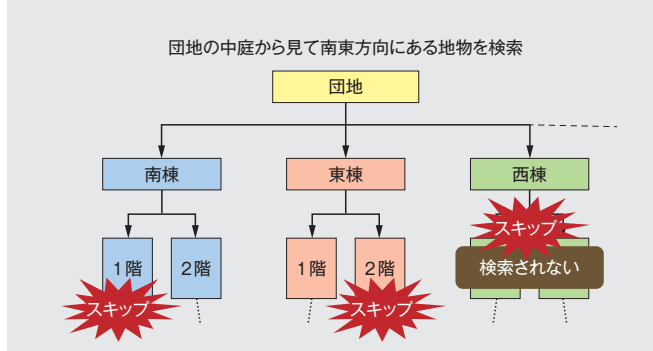 団地の中庭から見て南東方向にある地物を検索
団地
南棟
東棟
西棟
スキップ
1階
2階
1階
2階
検索されない
スキップ
スキップ